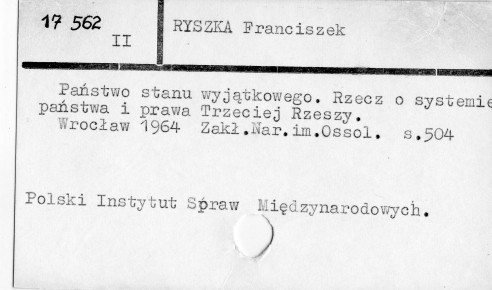 17 562
II
RYSZKA Franciszek
Państwo stanu wyjątkowego. Rzecz o systemie
państwa i prawa Trzeciej Rzeszy.
Wrocław 1964 Zakł.Nar.im.Ossol. s.504
Polski Instytut Spraw Międzynarodowych.